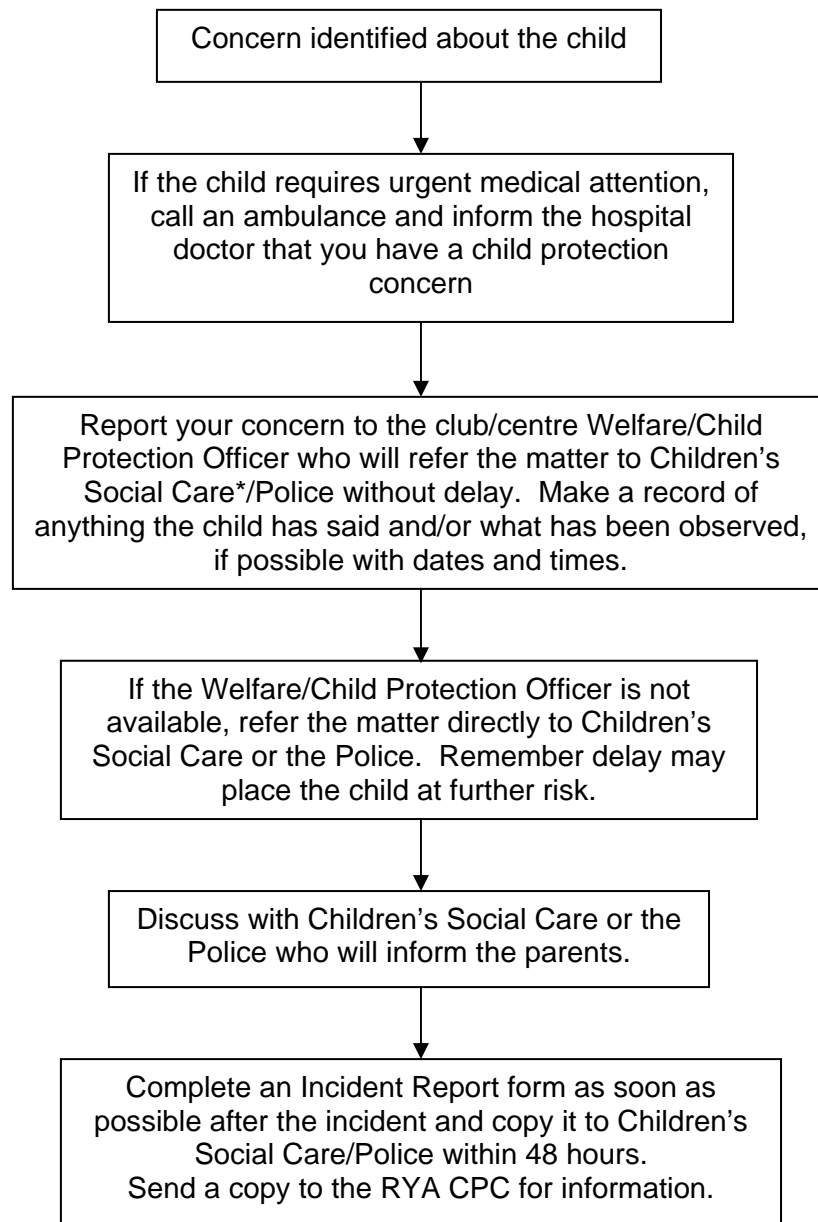 Concern identified about the child
If the child requires urgent medical attention,
call an ambulance and inform the hospital
doctor that you have a child protection
concern
Report your concern to the club/centre Welfare/Child
Protection Officer who will refer the matter to Children’s
Social Care*/Police without delay.  Make a record of
anything the child has said and/or what has been observed,
if possible with dates and times.
If the Welfare/Child Protection Officer is not
available, refer the matter directly to Children’s
Social Care or the Police.  Remember delay may
place the child at further risk.
Discuss with Children’s Social Care or the
Police who will inform the parents.
Complete an Incident Report form as soon as
possible after the incident and copy it to Children’s
Social Care/Police within 48 hours.
Send a copy to the RYA CPC for information.